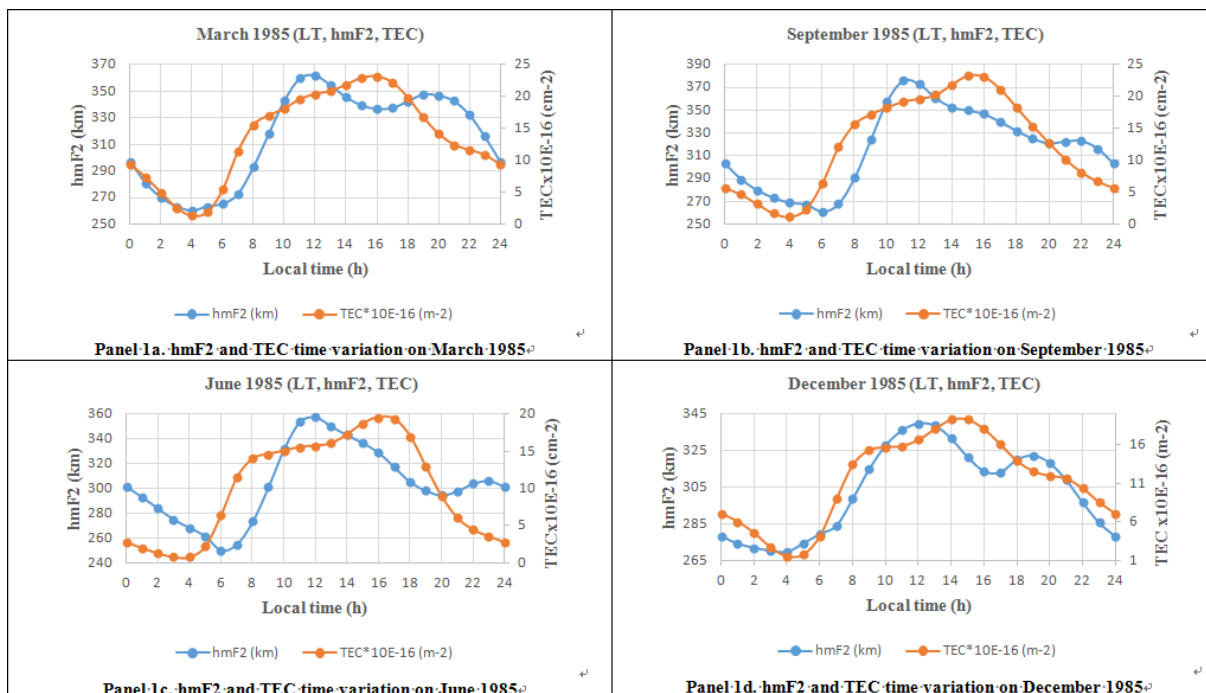 March 1985 (LT, hmF2, TEC)
370
350
330
310
290
270
250
hmF2 (km)
25
20
15
10
5
0
TECx10E-16 (cm-2)
0 2 4 6 8 10 12 14 16 18 20 22 24
Local time (h)
hmF2 (km) TEC*10E-16 (m-2)
Panel 1a. hmF2 and TEC time variation on March 1985
September 1985 (LT, hmF2, TEC)
390
370
350
330
310
290
270
250
hmF2 (km)
25
20
15
10
5
0
TECx10E-16 (cm-2)
0 2 4 6 8 10 12 14 16 18 20 22 24
Local time (h)
hmF2 (km) TEC*10E-16 (m-2)
Panel 1b. hmF2 and TEC time variation on September 1985
June 1985 (LT, hmF2, TEC)
360
340
320
300
280
260
240
hmF2 (km)
20
15
10
5
0
TECx10E-16 (cm-2)
0 2 4 6 8 10 12 14 16 18 20 22 24
Local time (h)
hmF2 (km) TEC*10E-16 (m-2)
Panel 1c. hmF2 and TEC time variation on June 1985
December 1985 (LT, hmF2, TEC)
345
325
305
285
265
hmF2 (km)
16
11
6
1
TEC x10E-16 (m-2)
0 2 4 6 8 10 12 14 16 18 20 22 24
Local time (h)
hmF2 (km) TEC*10E-16 (m-2)
Panel 1d. hmF2 and TEC time variation on December 1985